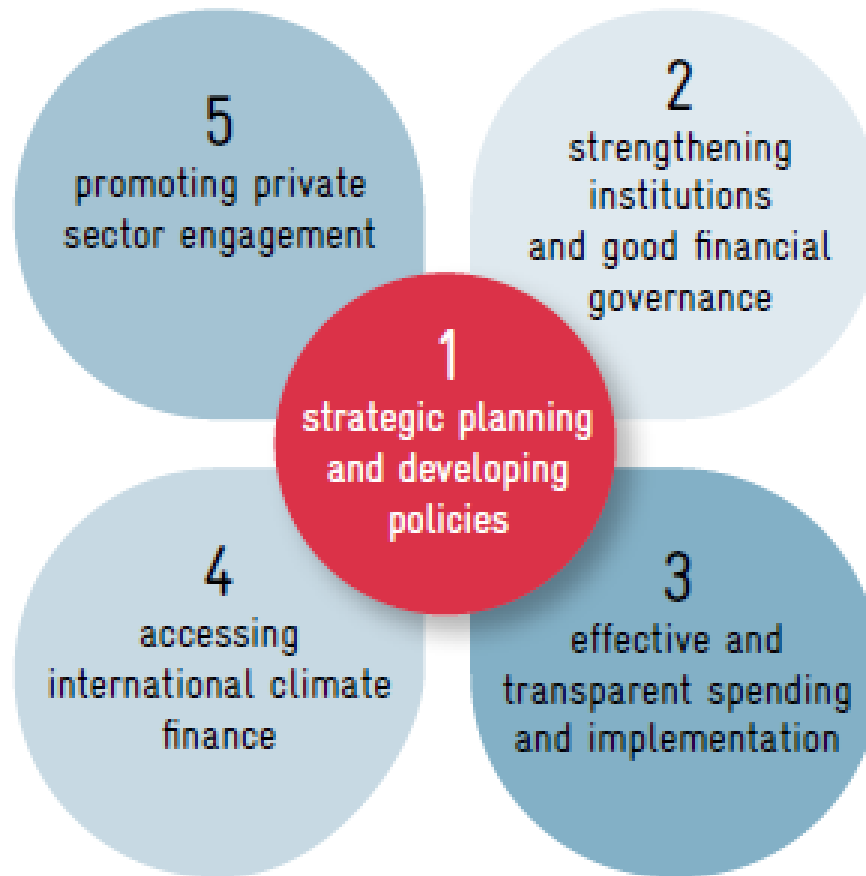 5
promoting private
sector engagement
2
strengthening
institutions
and good financial
governance
1
strategic planning
and developing
policies
4
accessing
international climate
finance
3
effective and
transparent spending
and implementation